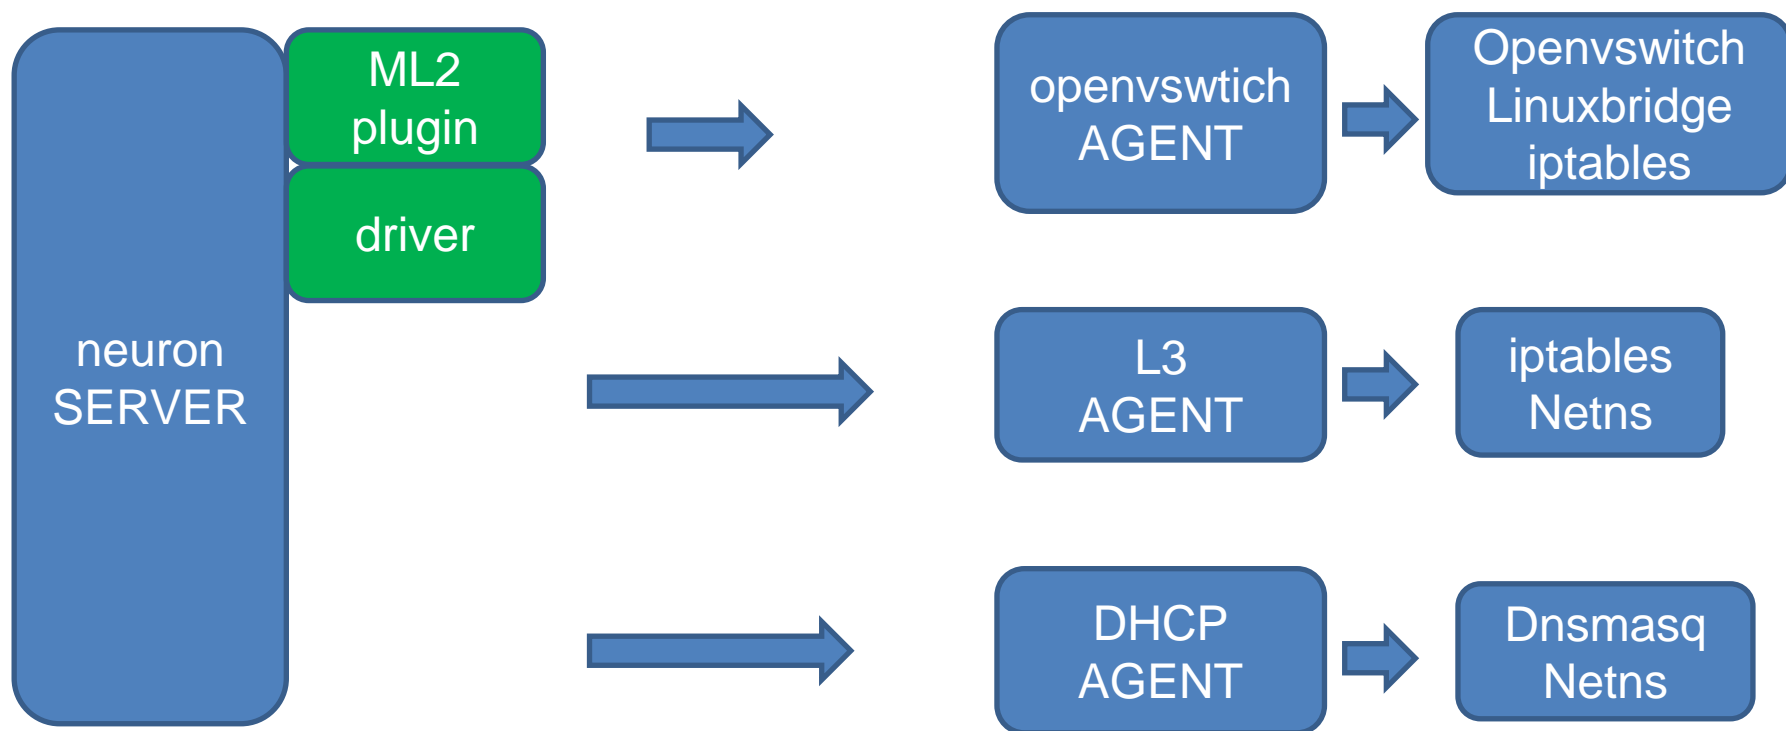 neuron
SERVER
ML2
plugin
driver
openvswtich
AGENT
Openvswitch
Linuxbridge
iptables
L3
AGENT
iptables
Netns
DHCP
AGENT
Dnsmasq
Netns